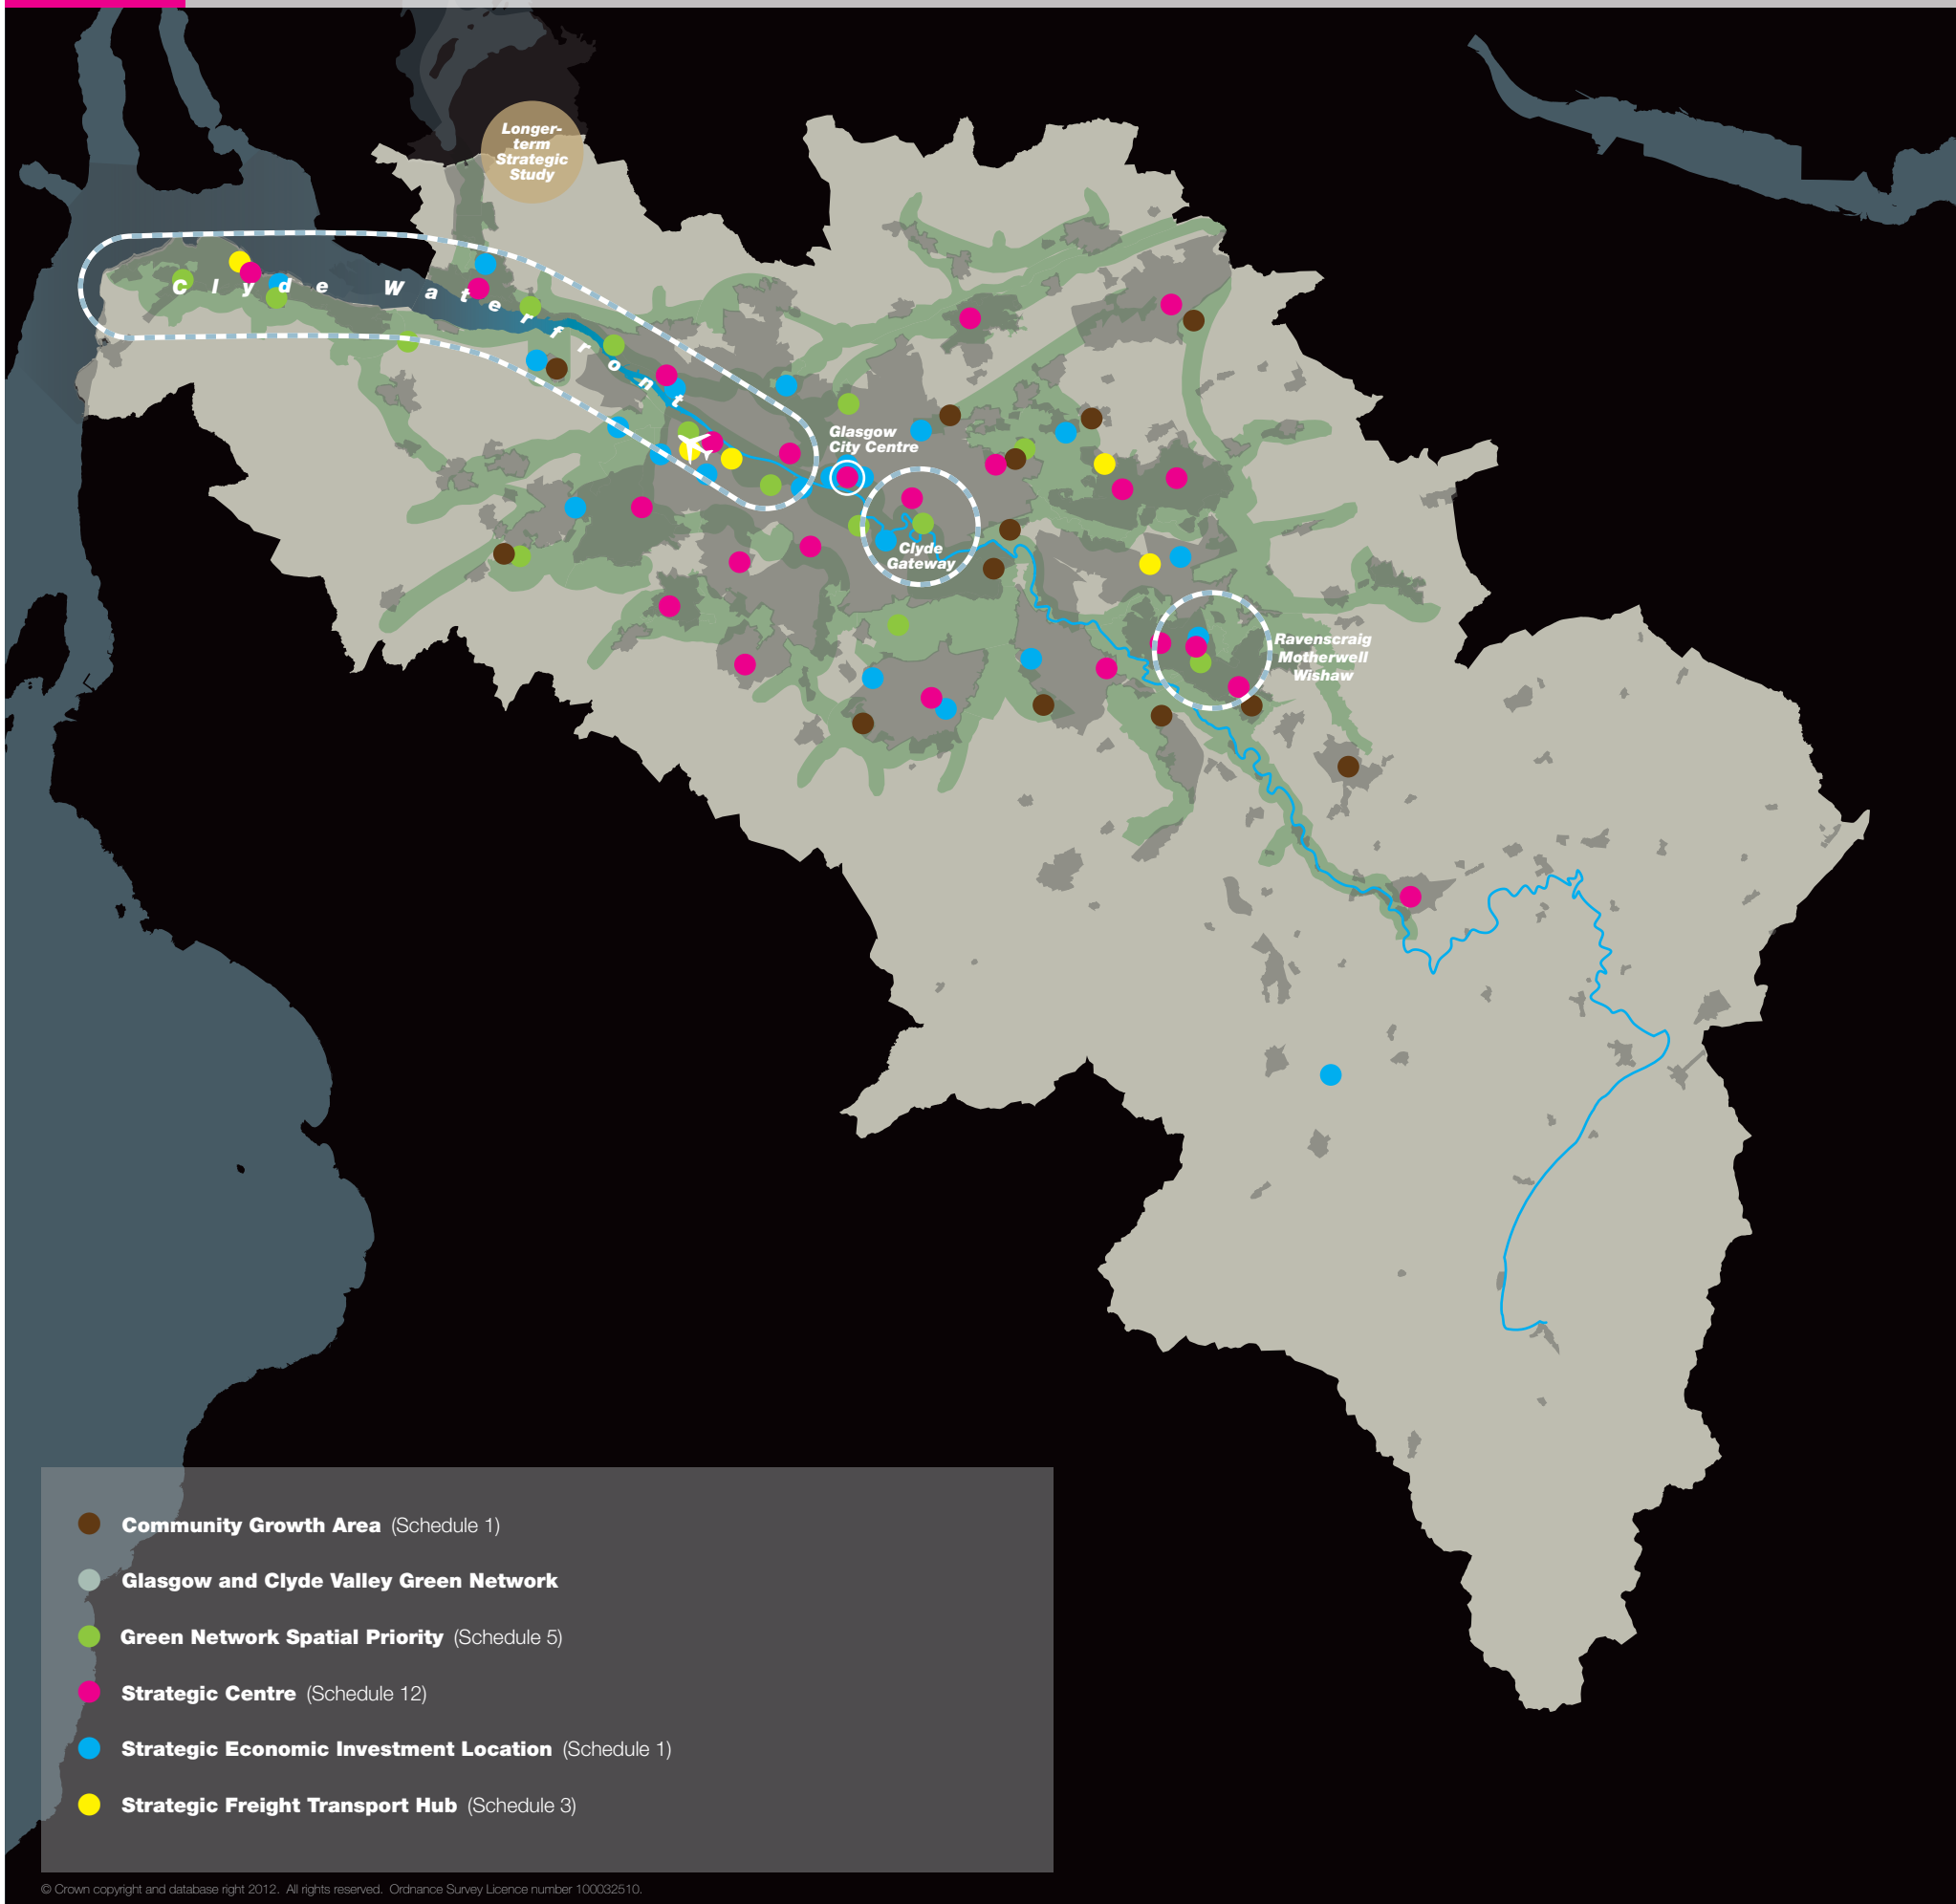 Longer-
term
Strategic
Study
Clyde Waterfront
Glasgow
City Centre
Clyde
Gateway
Ravenscraig
Motherwell
Wishaw
Community Growth Area (Schedule 1)
Glasgow and Clyde Valley Green Network
Green Network Spatial Priority (Schedule 5)
Strategic Centre (Schedule 12)
Strategic Economic Investment Location (Schedule 1)
Strategic Freight Transport Hub (Schedule 3)
© Crown copyright and database right 2012. All rights reserved. Ordnance Survey Licence number 100032510.